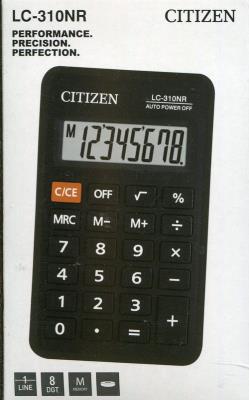 LC-310NR CITIZEN
PERFORMANCE.
PRECISION.
PERFECTION.
CITIZEN LC-310NR
AUTO POWER OFF
M 12345678.
C/CE OFF √ %
MRC M− M+ ÷
7 8 9 ×
4 5 6 −
1 2 3 +
0 • =
1 8 M
LINE DGT MEMORY